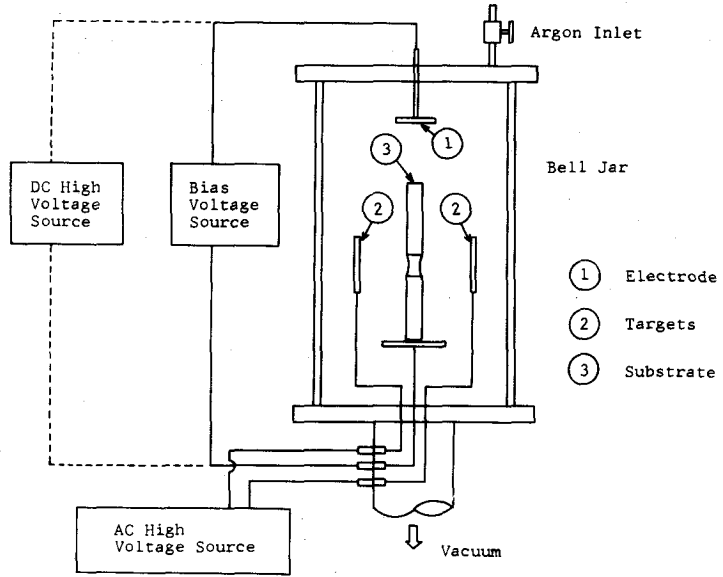 Argon Inlet
1
3
Bell Jar
DC High
Voltage
Source
Bias
Voltage
Source
2
2
1 Electrode
2 Targets
3 Substrate
AC High
Voltage Source
Vacuum